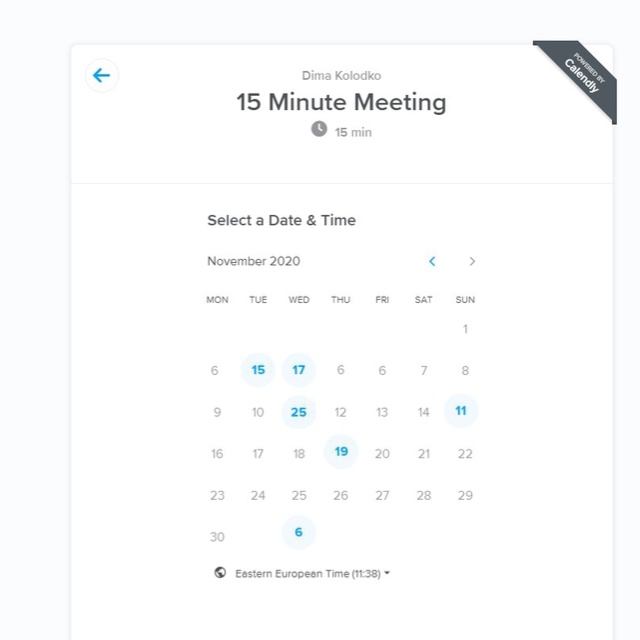 POWERED BY
Calendly
Dima Kolodko
15 Minute Meeting
15 min
Select a Date & Time
November 2020
MON TUE WED THU FRI SAT SUN
1
6 15 17 6 6 7 8
9 10 25 12 13 14 11
16 17 18 19 20 21 22
23 24 25 26 27 28 29
30 6
Eastern European Time (11:38)